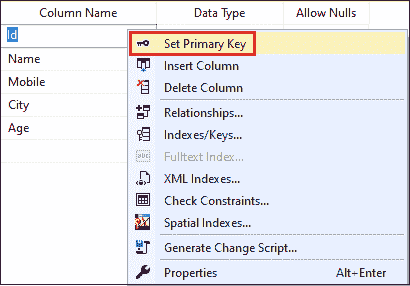 Column Name Data Type Allow Nulls
Id
Name
Mobile
City
Age
Set Primary Key
Insert Column
Delete Column
Relationships...
Indexes/Keys...
Fulltext Index...
XML Indexes...
Check Constraints...
Spatial Indexes...
Generate Change Script...
Properties Alt+Enter